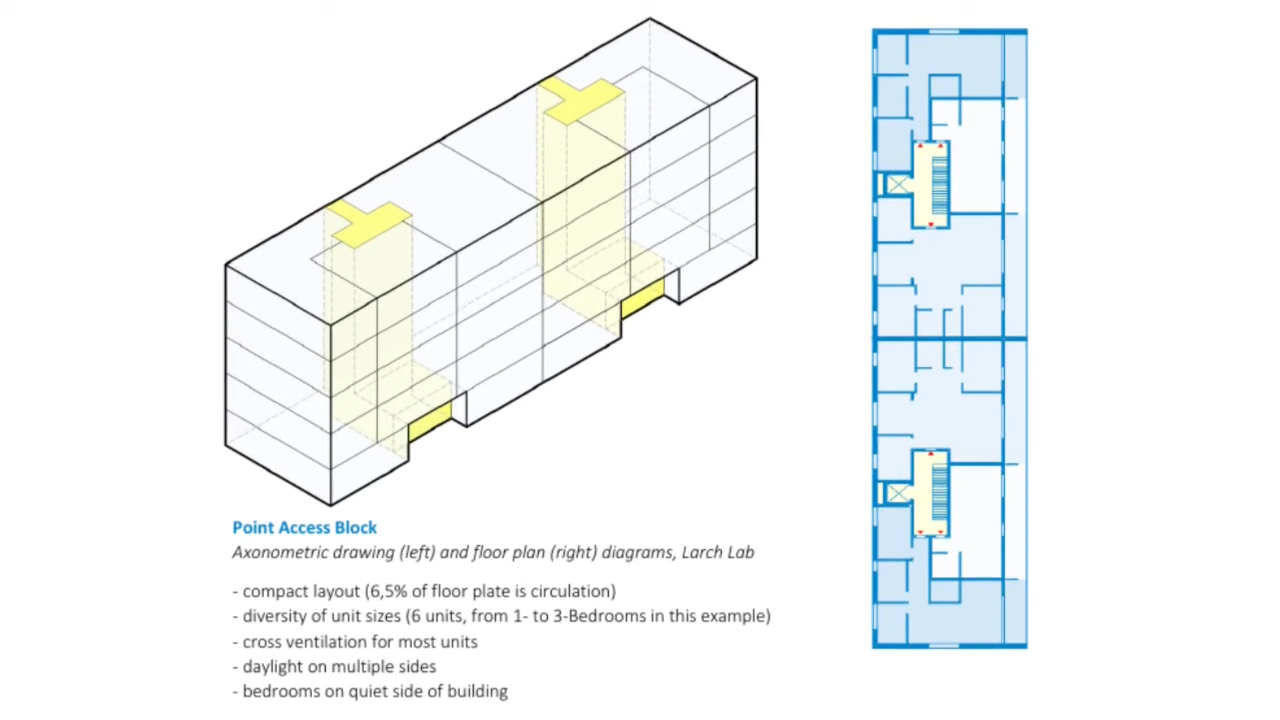 Point Access Block
Axonometric drawing (left) and floor plan (right) diagrams, Larch Lab
- compact layout (6,5% of floor plate is circulation)
- diversity of unit sizes (6 units, from 1- to 3-Bedrooms in this example)
- cross ventilation for most units
- daylight on multiple sides
- bedrooms on quiet side of building